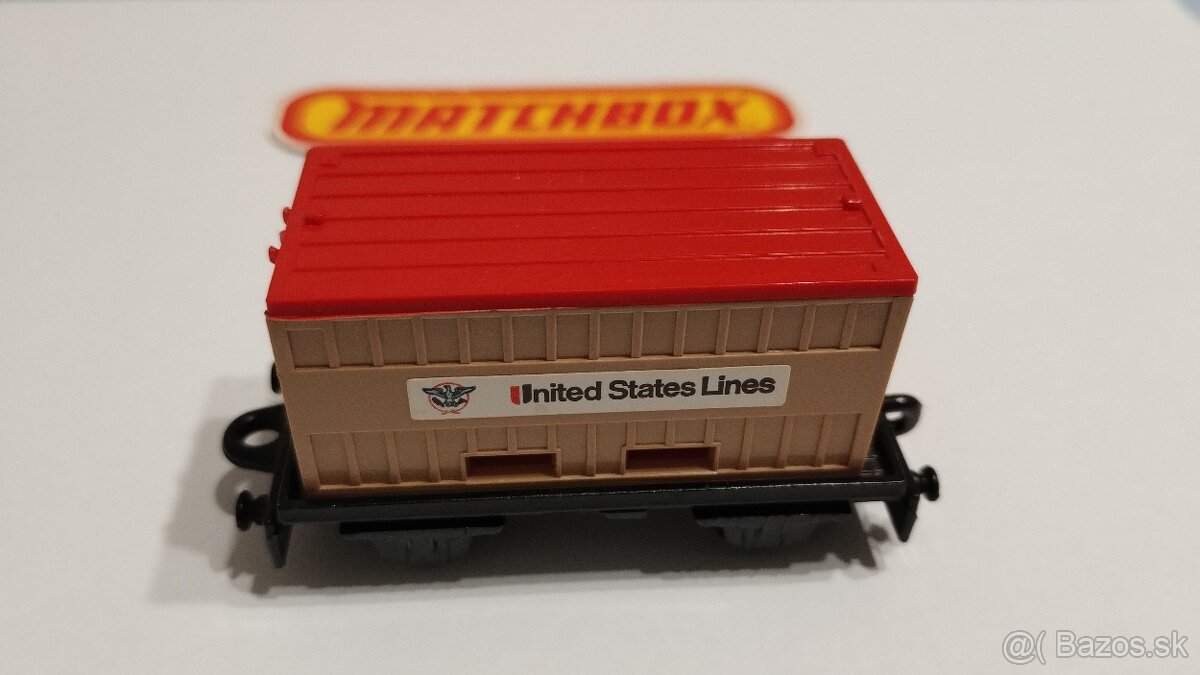 MATCHBOX
United States Lines
@( Bazos.sk